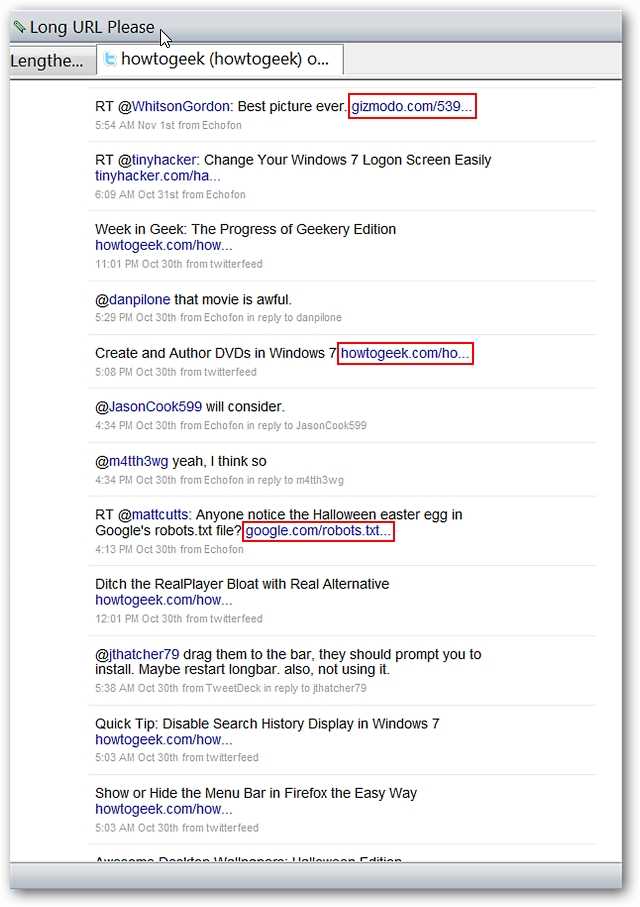 Long URL Please
Lengthe...
howtogeek (howtogeek) o...
RT @WhitsonGordon: Best picture ever. gizmodo.com/539...
5:54 AM Nov 1st from Echofon
RT @tinyhacker: Change Your Windows 7 Logon Screen Easily
tinyhacker.com/ha...
6:09 AM Oct 31st from Echofon
Week in Geek: The Progress of Geekery Edition
howtogeek.com/how...
11:01 PM Oct 30th from twitterfeed
@danpilone that movie is awful.
5:29 PM Oct 30th from Echofon in reply to danpilone
Create and Author DVDs in Windows 7 howtogeek.com/ho...
5:08 PM Oct 30th from twitterfeed
@JasonCook599 will consider.
4:34 PM Oct 30th from Echofon in reply to JasonCook599
@m4tth3wg yeah, I think so
4:34 PM Oct 30th from Echofon in reply to m4tth3wg
RT @mattcutts: Anyone notice the Halloween easter egg in
Google's robots.txt file? google.com/robots.txt...
4:13 PM Oct 30th from Echofon
Ditch the RealPlayer Bloat with Real Alternative
howtogeek.com/how...
12:01 PM Oct 30th from twitterfeed
@jthatcher79 drag them to the bar, they should prompt you to
install. Maybe restart longbar. also, not using it.
5:38 AM Oct 30th from TweetDeck in reply to jthatcher79
Quick Tip: Disable Search History Display in Windows 7
howtogeek.com/how...
5:03 AM Oct 30th from twitterfeed
Show or Hide the Menu Bar in Firefox the Easy Way
howtogeek.com/how...
5:03 AM Oct 30th from twitterfeed
Awesome Desktop Wallpapers: Halloween Edition